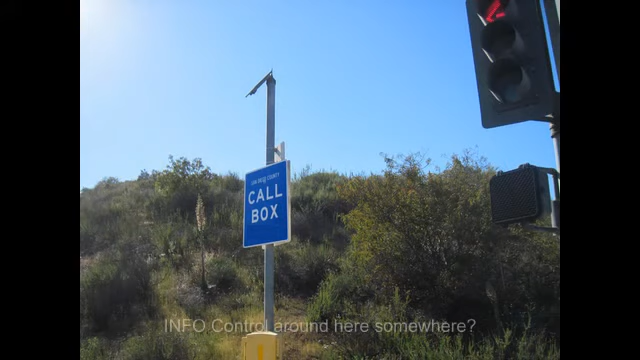 SAN DIEGO COUNTY
CALL
BOX
INFO Control around here somewhere?